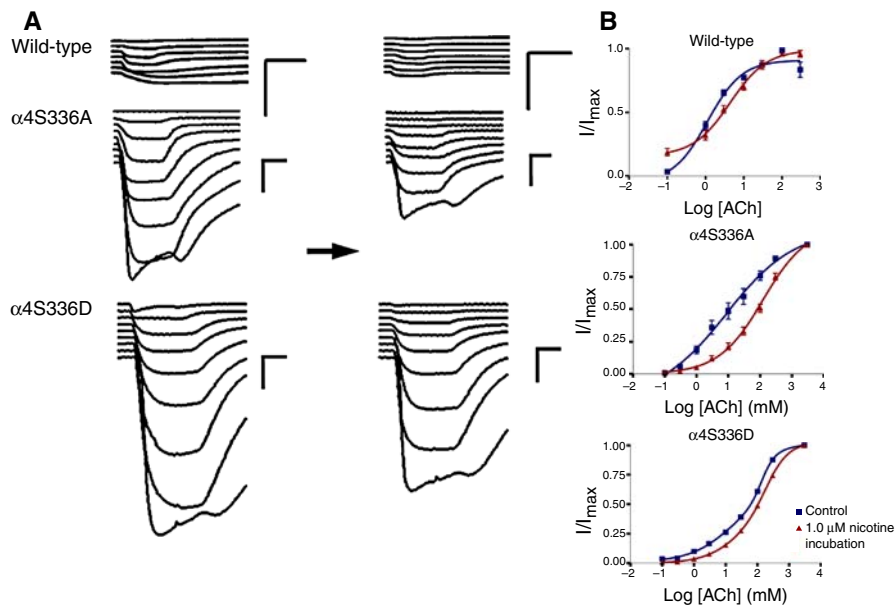 A
Wild-type
α4S336A
α4S336D
B
Wild-type
I/Imax
1.0
0.5
0.0
−2 −1 0 1 2 3
Log [ACh]
α4S336A
I/Imax
1.00
0.75
0.50
0.25
0.00
−2 −1 0 1 2 3 4
Log [ACh] (mM)
α4S336D
I/Imax
1.00
0.75
0.50
0.25
0.00
−2 −1 0 1 2 3 4
Log [ACh] (mM)
Control
1.0 μM nicotine
incubation